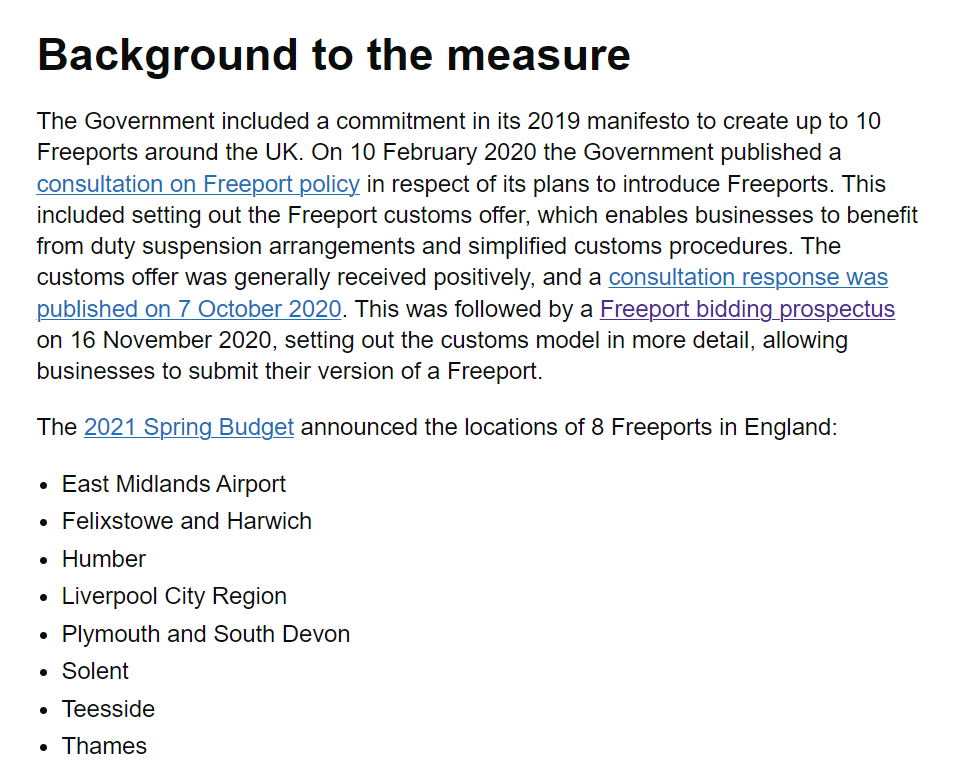 Background to the measure
The Government included a commitment in its 2019 manifesto to create up to 10
Freeports around the UK. On 10 February 2020 the Government published a
consultation on Freeport policy in respect of its plans to introduce Freeports. This
included setting out the Freeport customs offer, which enables businesses to benefit
from duty suspension arrangements and simplified customs procedures. The
customs offer was generally received positively, and a consultation response was
published on 7 October 2020. This was followed by a Freeport bidding prospectus
on 16 November 2020, setting out the customs model in more detail, allowing
businesses to submit their version of a Freeport.
The 2021 Spring Budget announced the locations of 8 Freeports in England:
• East Midlands Airport
• Felixstowe and Harwich
• Humber
• Liverpool City Region
• Plymouth and South Devon
• Solent
• Teesside
• Thames